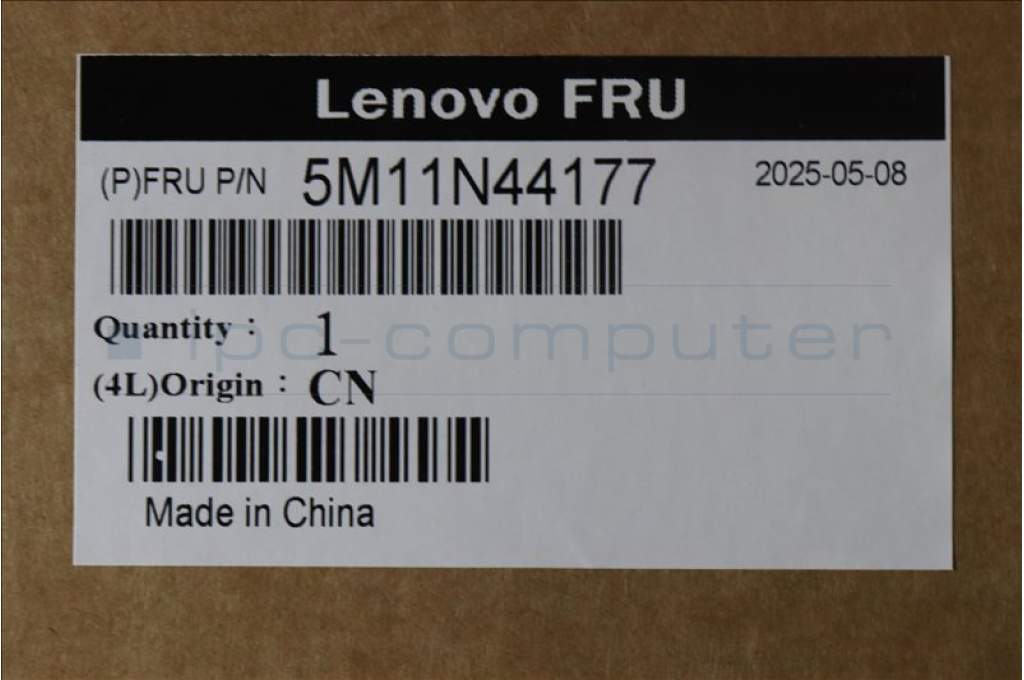 Lenovo FRU
(P)FRU P/N 5M11N44177 2025-05-08
Quantity : 1
ipc-computer
(4L)Origin : CN
Made in China